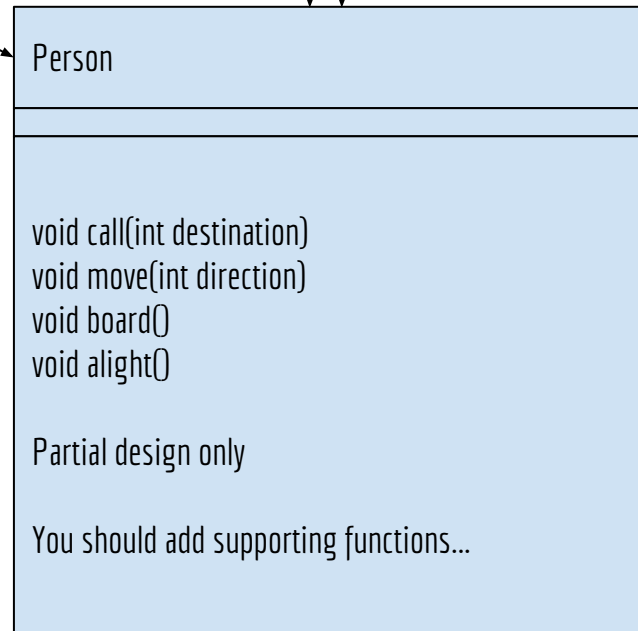 Person
void call(int destination)
void move(int direction)
void board()
void alight()
Partial design only
You should add supporting functions...